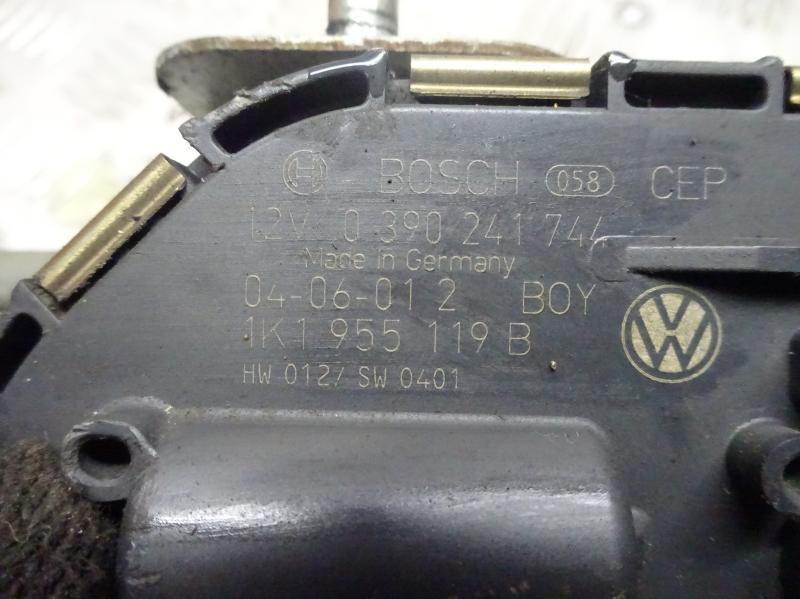 BOSCH 058 CEP
12V 0 390 241 744
Made in Germany
04-06-01 2 BOY
1K1 955 119 B
HW 012/ SW 0401
VW